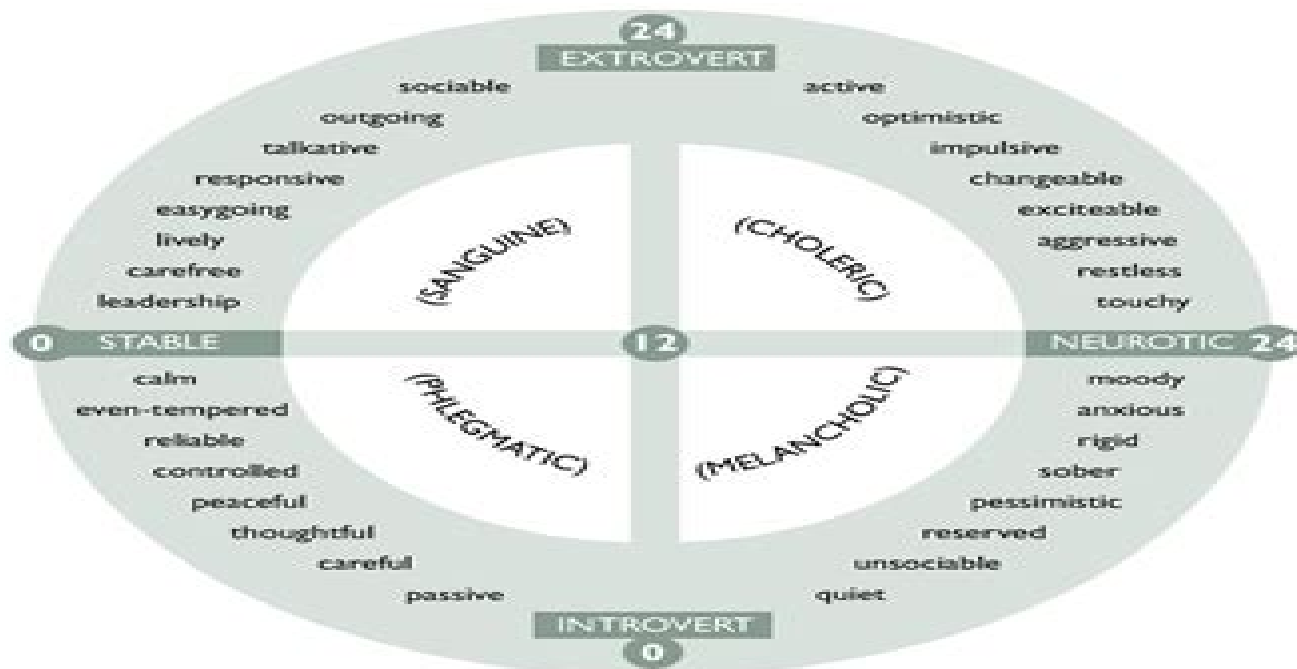 24
EXTROVERT
sociable
outgoing
talkative
responsive
easygoing
lively
carefree
leadership
active
optimistic
impulsive
changeable
exciteable
aggressive
restless
touchy
(SANGUINE)
(CHOLERIC)
0 STABLE
12
NEUROTIC 24
(PHLEGMATIC)
(MELANCHOLIC)
calm
even-tempered
reliable
controlled
peaceful
thoughtful
careful
passive
moody
anxious
rigid
sober
pessimistic
reserved
unsociable
quiet
INTROVERT
0